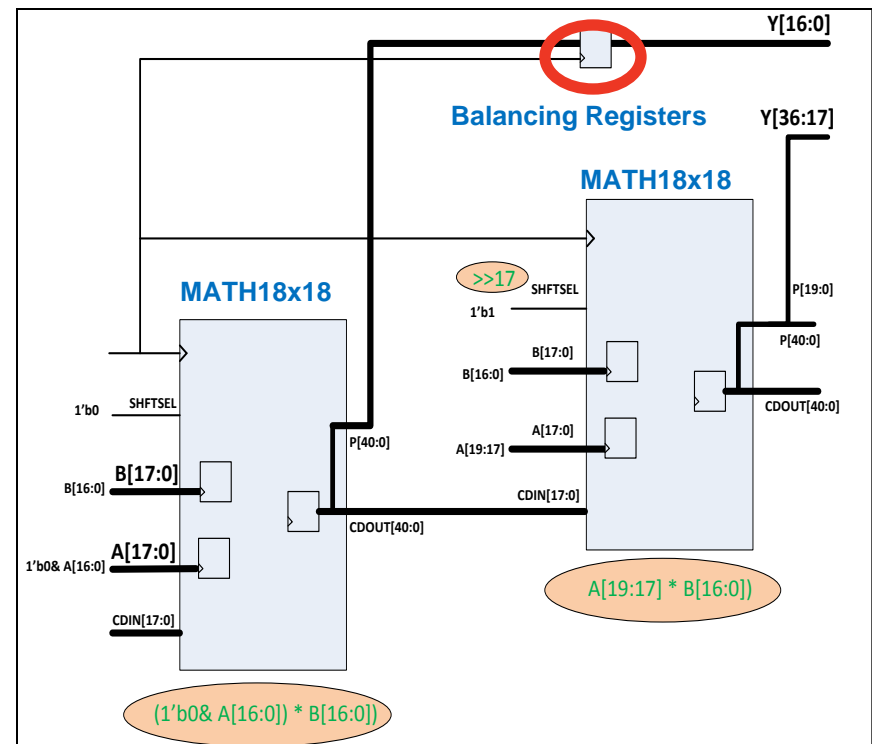 Y[16:0]
Balancing Registers
Y[36:17]
MATH18x18
>>17
SHFTSEL
1'b1
P[19:0]
P[40:0]
B[17:0]
B[16:0]
A[17:0]
A[19:17]
CDOUT[40:0]
CDIN[17:0]
A[19:17] * B[16:0])
MATH18x18
1'b0
SHFTSEL
P[40:0]
B[17:0]
B[16:0]
A[17:0]
1'b0& A[16:0]
CDOUT[40:0]
CDIN[17:0]
(1'b0& A[16:0]) * B[16:0])